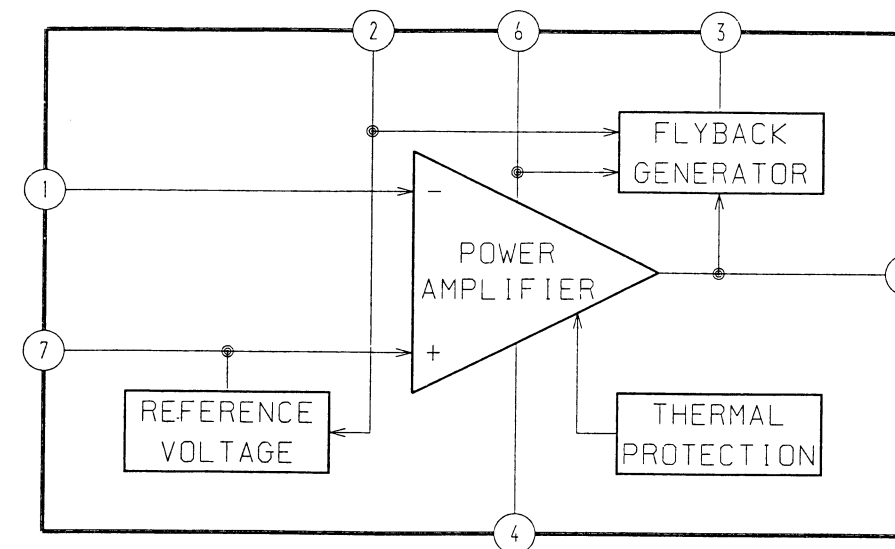 2
6
3
FLYBACK
GENERATOR
1
-
POWER
AMPLIFIER
7
+
REFERENCE
VOLTAGE
THERMAL
PROTECTION
4